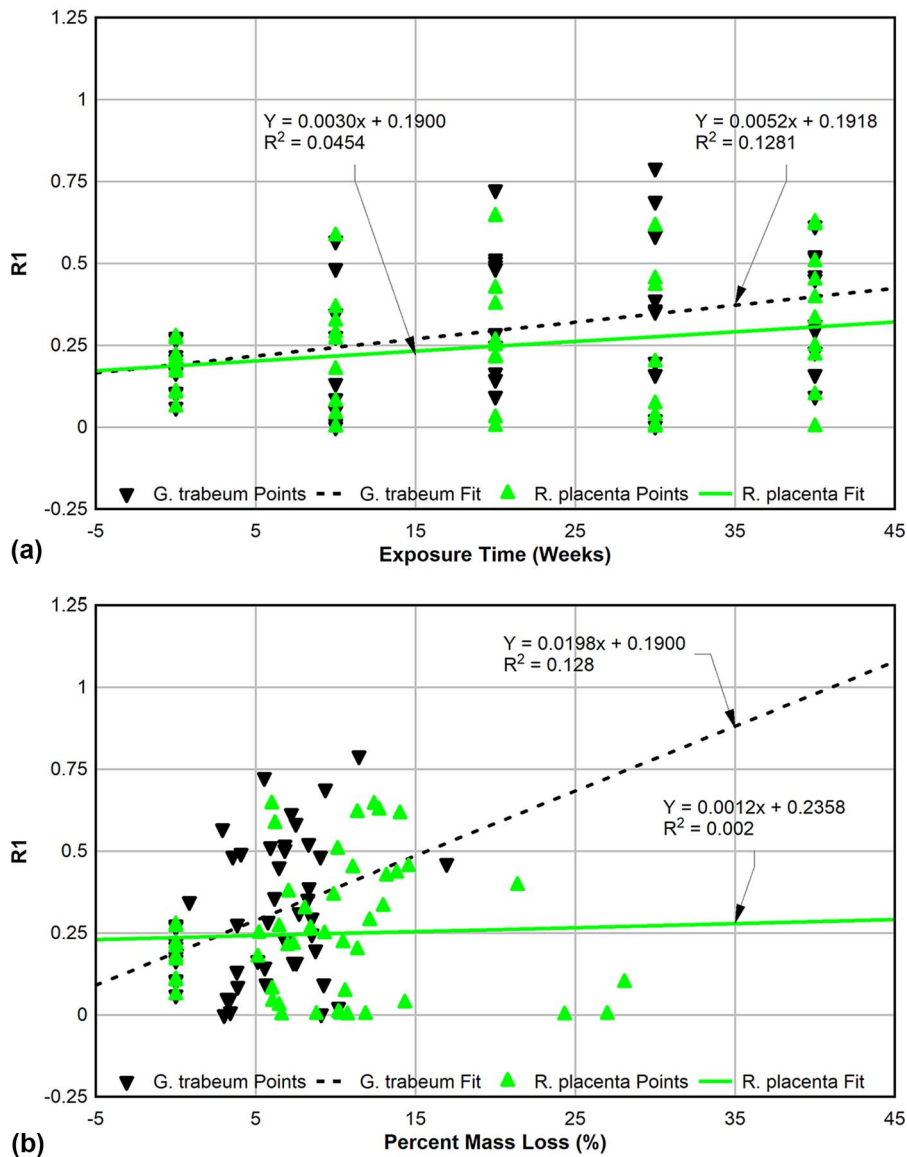 1.25
1
0.75
0.5
0.25
0
-0.25
R1
Y = 0.0030x + 0.1900
R² = 0.0454
Y = 0.0052x + 0.1918
R² = 0.1281
G. trabeum Points G. trabeum Fit R. placenta Points R. placenta Fit
-5 5 15 25 35 45
(a) Exposure Time (Weeks)
1.25
1
0.75
0.5
0.25
0
-0.25
R1
Y = 0.0198x + 0.1900
R² = 0.128
Y = 0.0012x + 0.2358
R² = 0.002
G. trabeum Points G. trabeum Fit R. placenta Points R. placenta Fit
-5 5 15 25 35 45
(b) Percent Mass Loss (%)